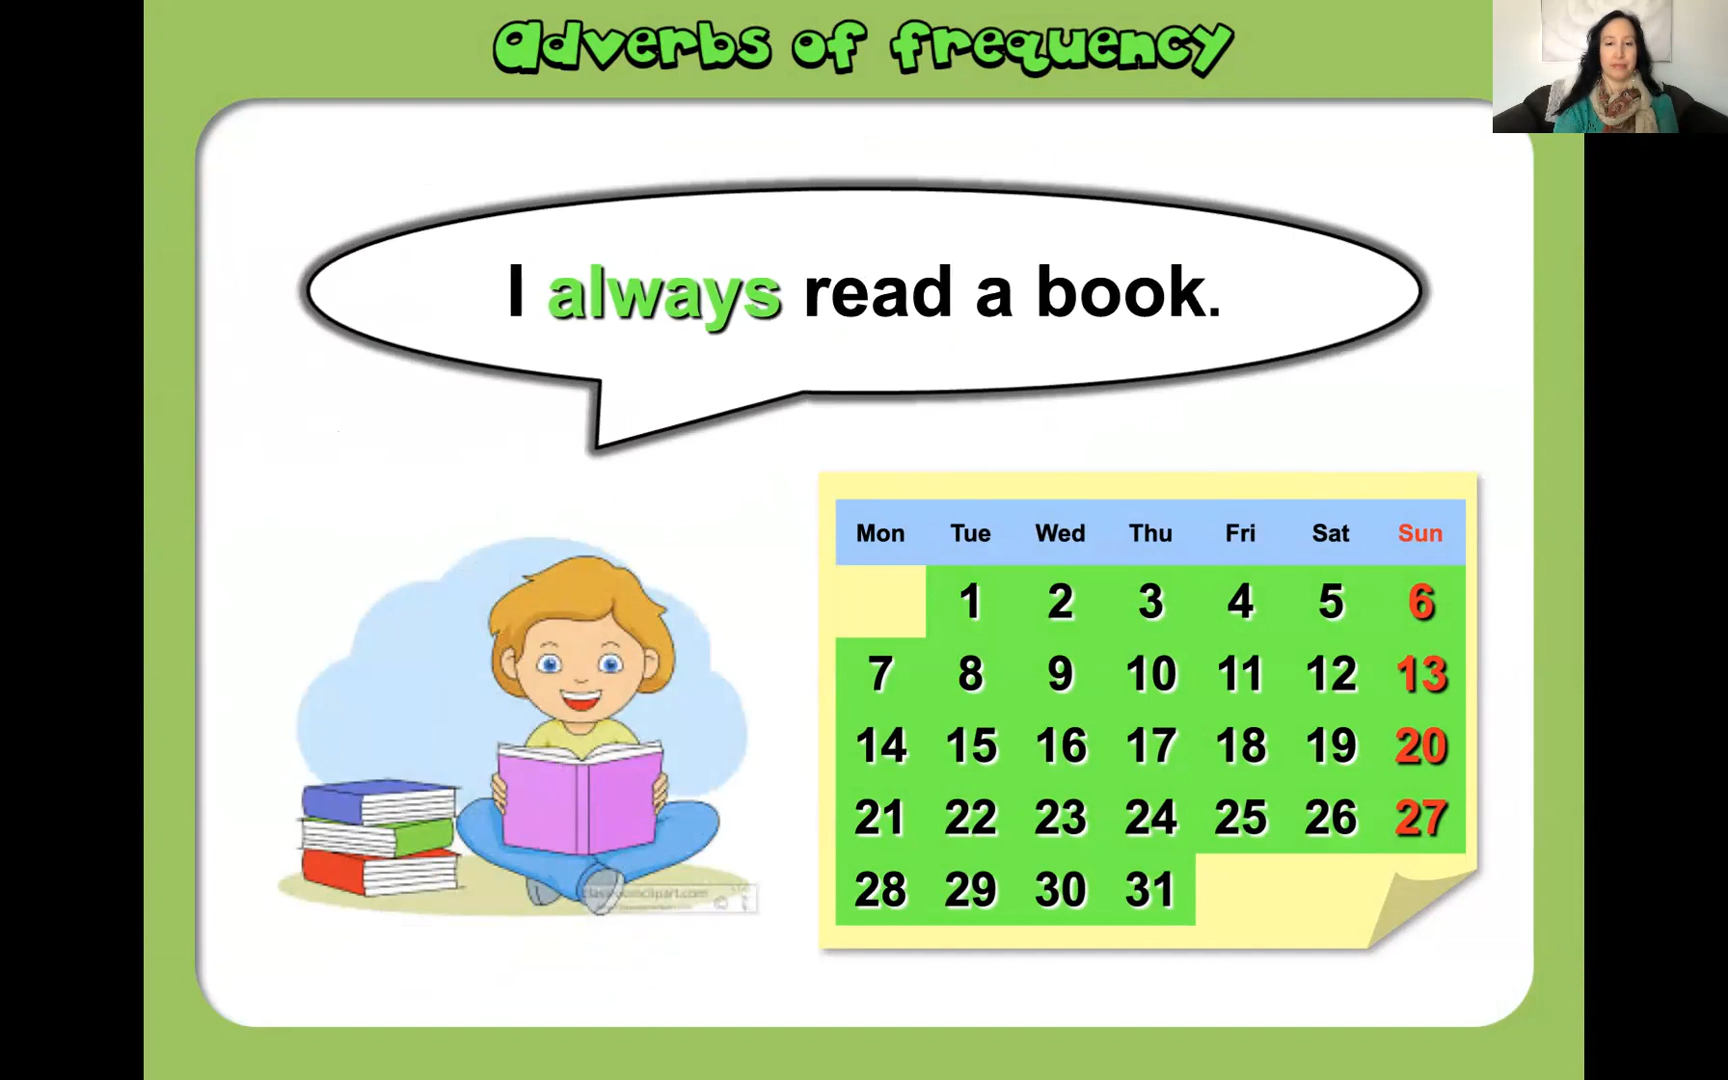 adverbs of frequency
I always read a book.
Mon Tue Wed Thu Fri Sat Sun
1 2 3 4 5 6
7 8 9 10 11 12 13
14 15 16 17 18 19 20
21 22 23 24 25 26 27
28 29 30 31
classroomclipart.com
©